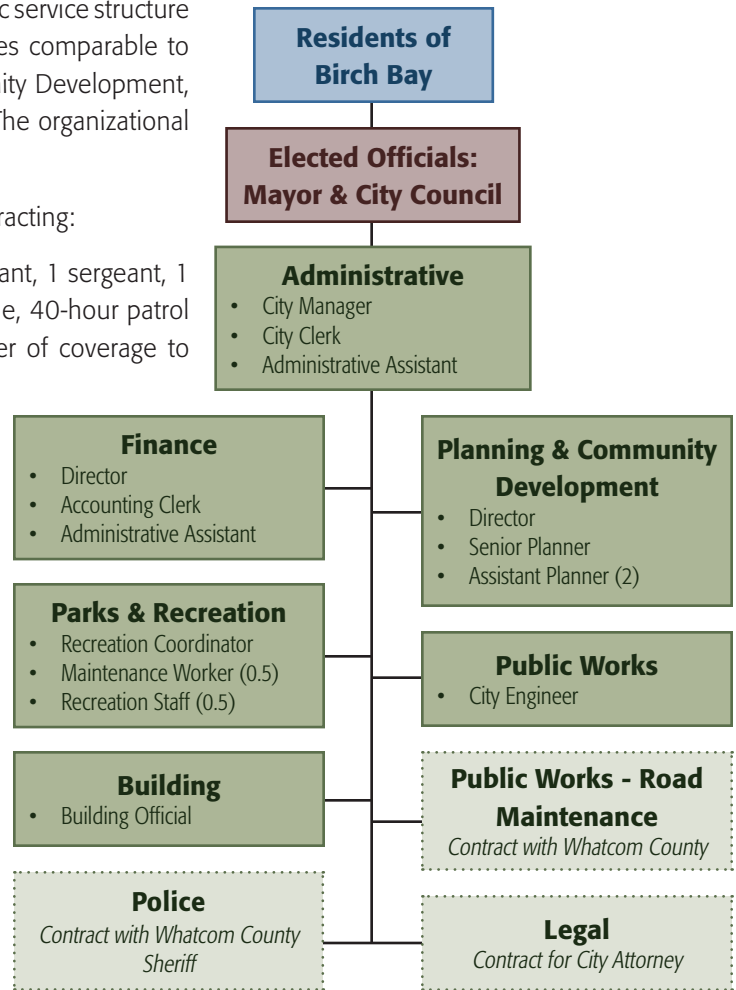 c service structure
es comparable to
nity Development,
The organizational
racting:
ant, 1 sergeant, 1
e, 40-hour patrol
er of coverage to
Residents of
Birch Bay
Elected Officials:
Mayor & City Council
Administrative
• City Manager
• City Clerk
• Administrative Assistant
Finance
• Director
• Accounting Clerk
• Administrative Assistant
Planning & Community
Development
• Director
• Senior Planner
• Assistant Planner (2)
Parks & Recreation
• Recreation Coordinator
• Maintenance Worker (0.5)
• Recreation Staff (0.5)
Public Works
• City Engineer
Building
• Building Official
Public Works - Road
Maintenance
Contract with Whatcom County
Police
Contract with Whatcom County
Sheriff
Legal
Contract for City Attorney